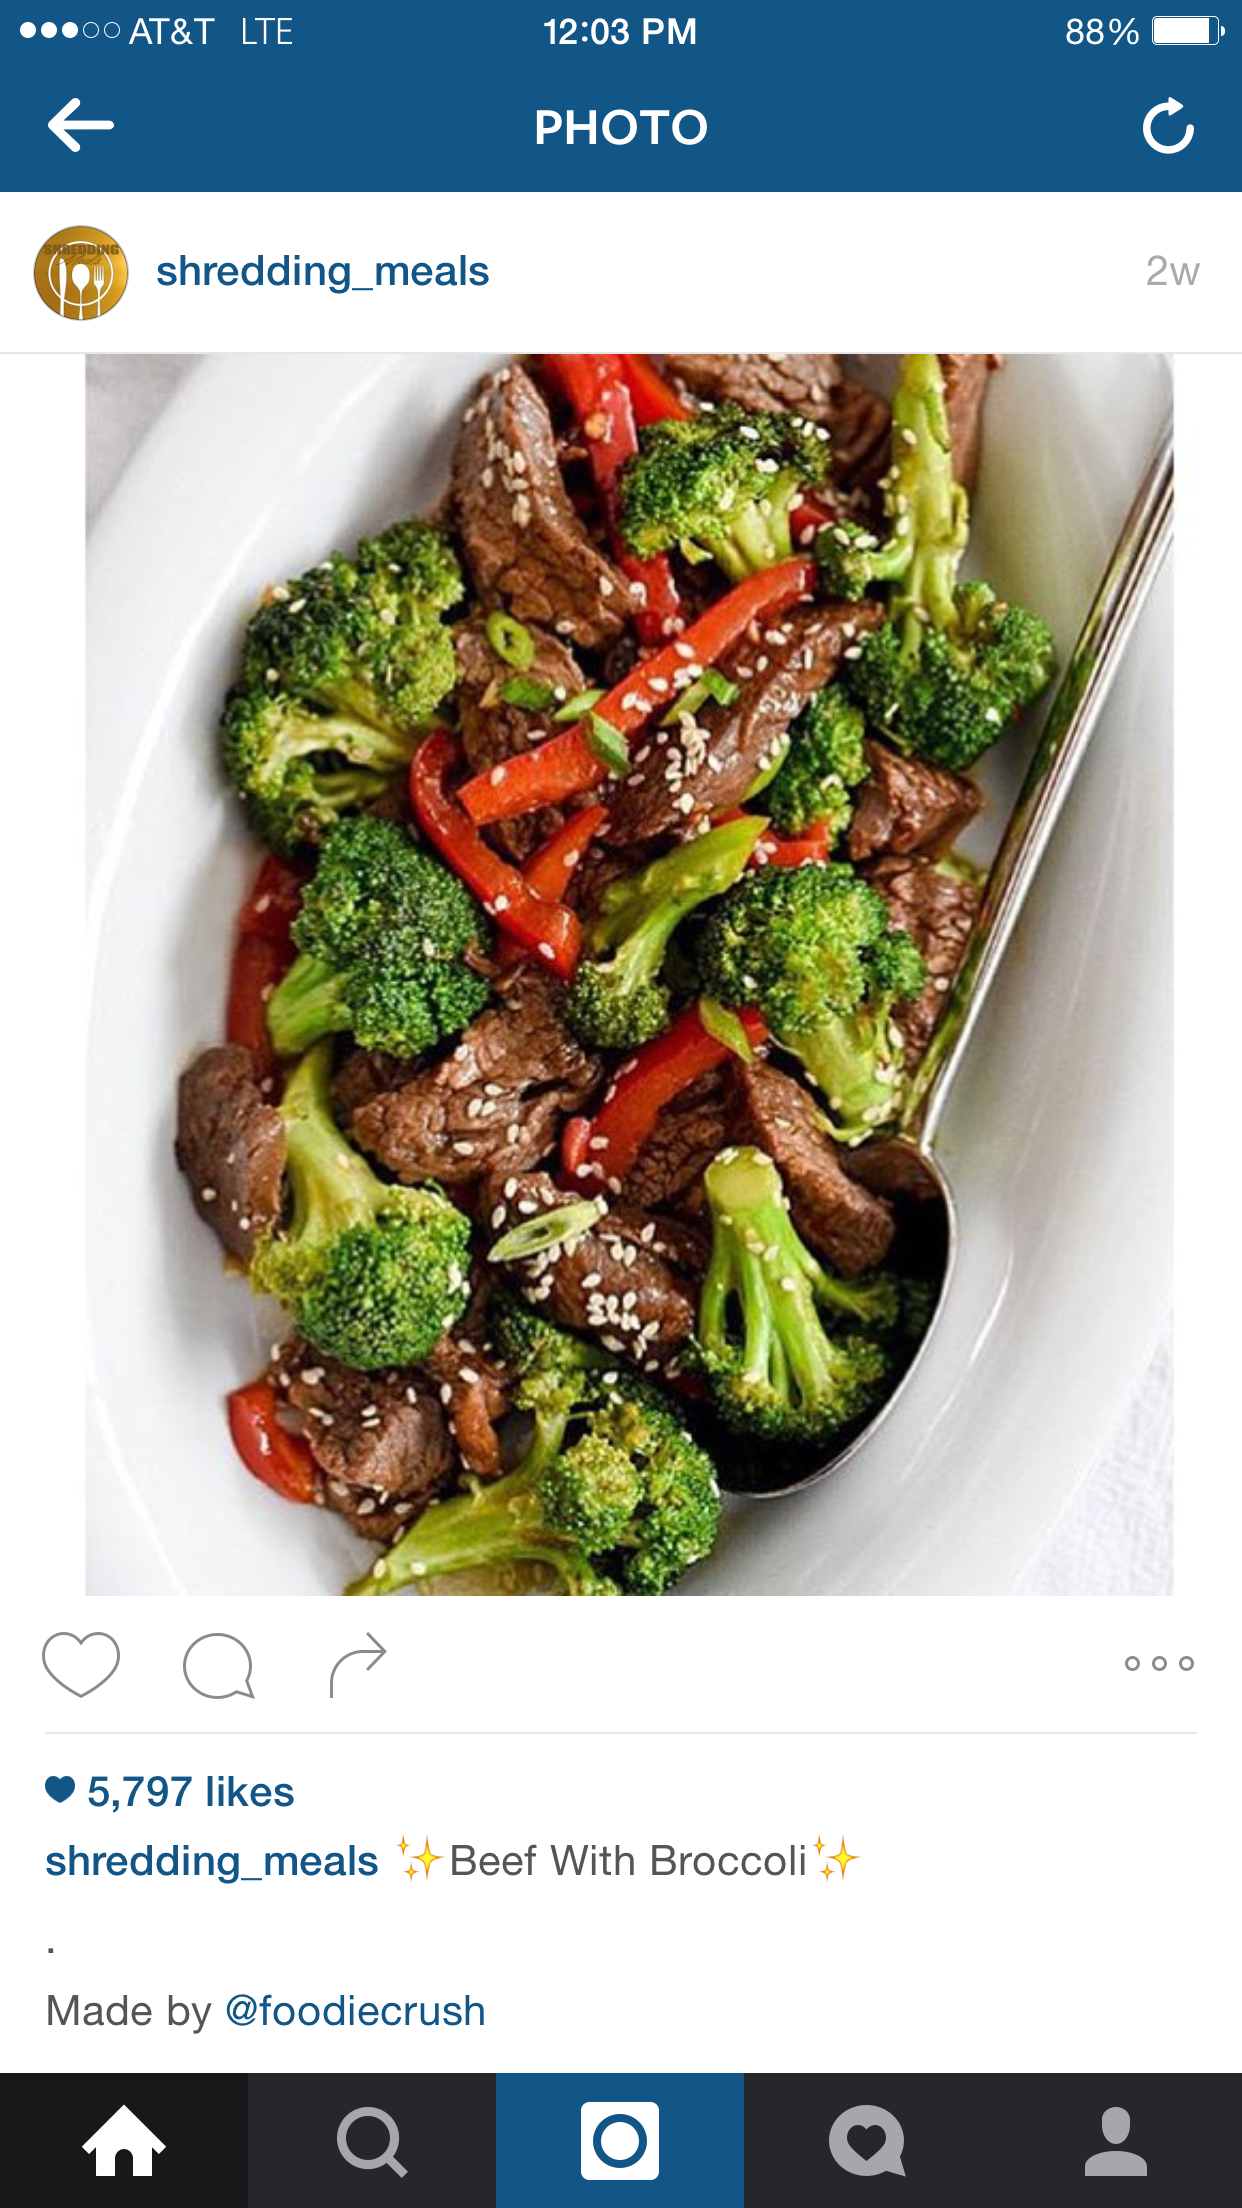 AT&T LTE 12:03 PM 88%
PHOTO
SHREDDING
shredding_meals 2w
5,797 likes
shredding_meals ✨Beef With Broccoli✨
.
Made by @foodiecrush